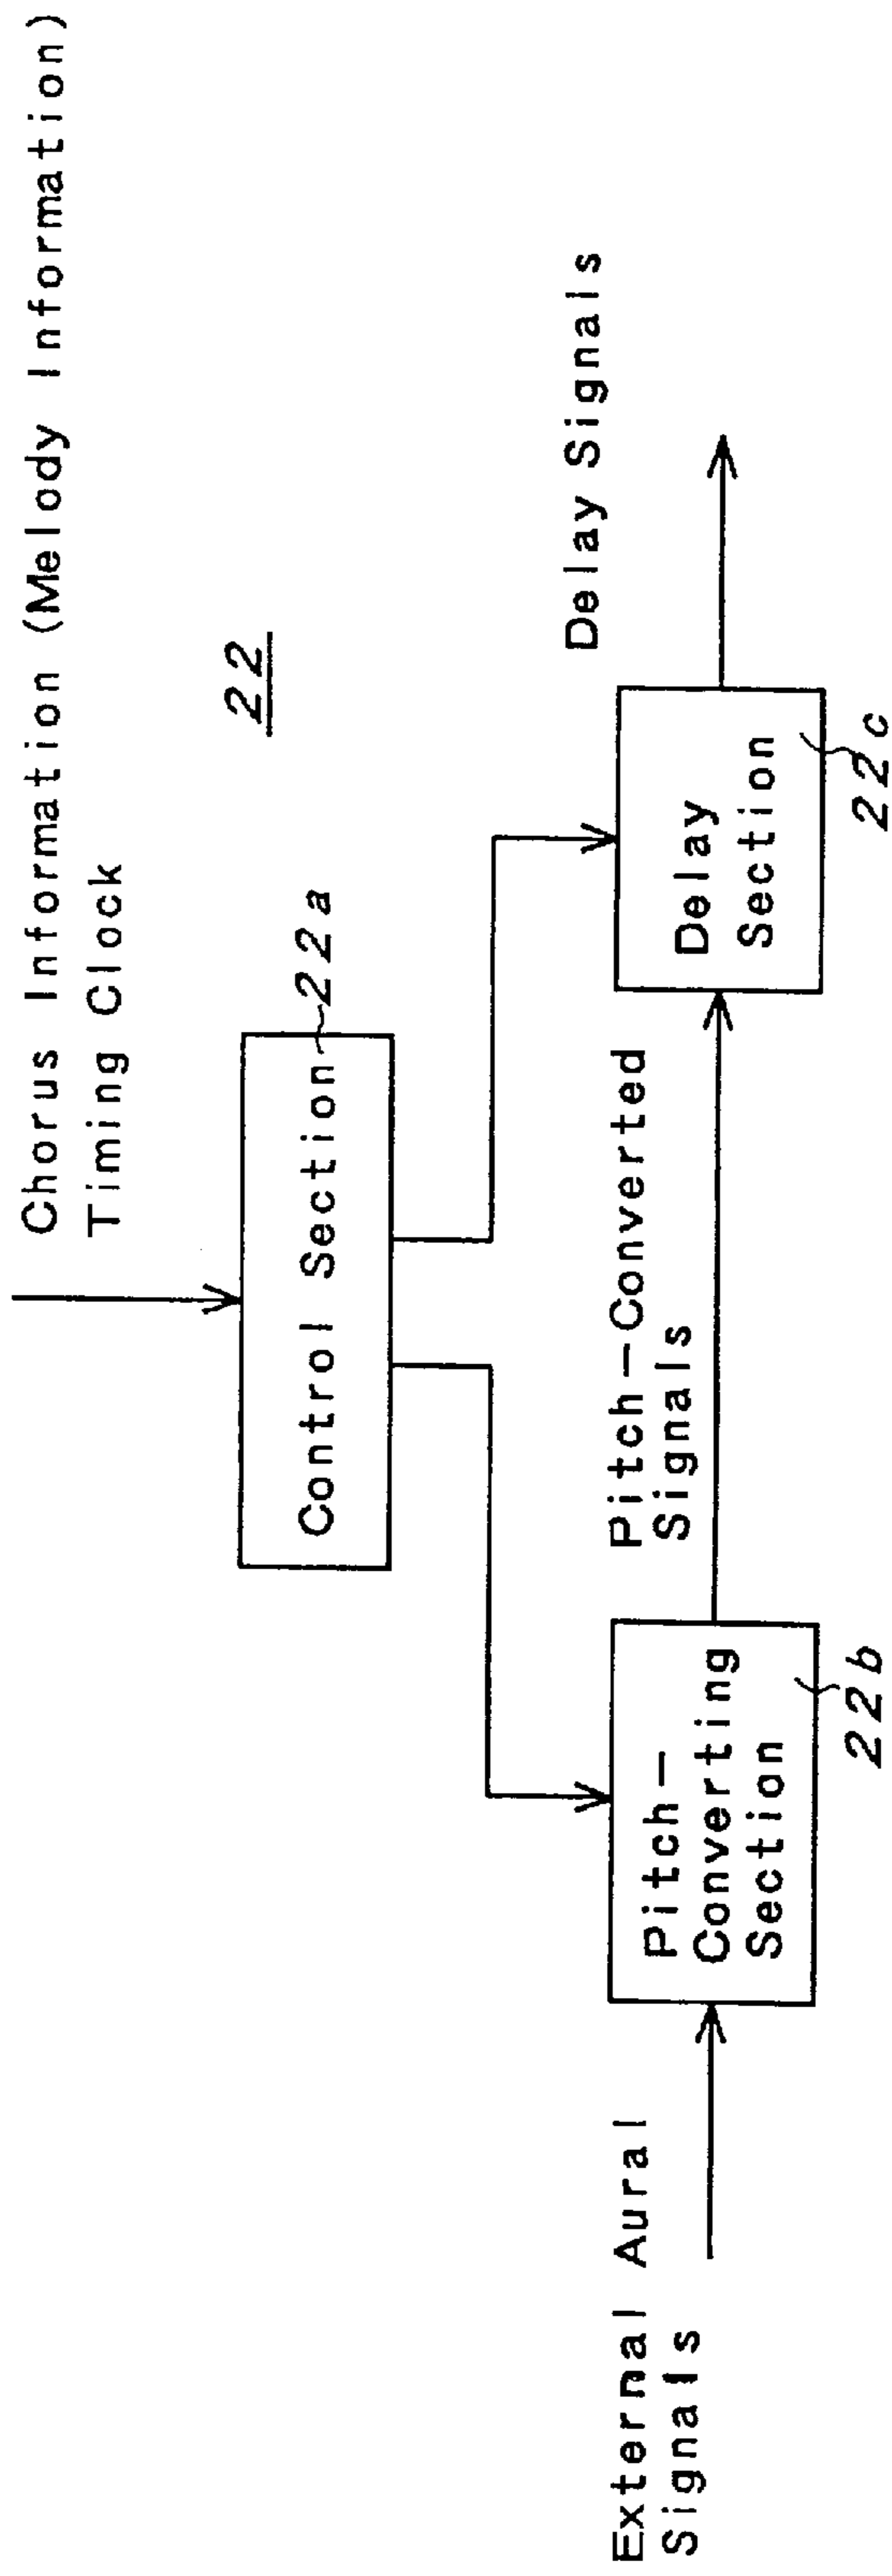 Chorus Information (Melody Information)
Timing Clock
22
Control Section
22a
Delay Signals
Pitch-Converted
Signals
External Aural
Signals
Pitch-
Converting
Section
22b
Delay
Section
22c